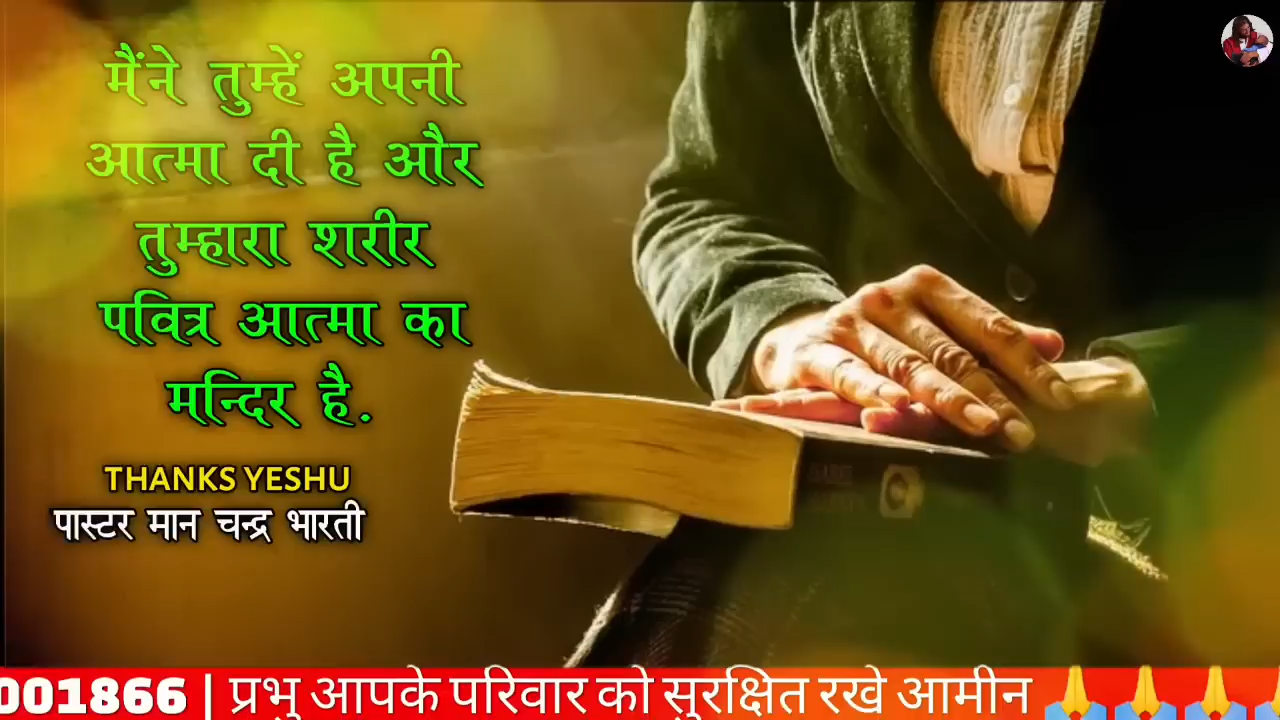 मैंने तुम्हें अपनी
आत्मा दी है और
तुम्हारा शरीर
पवित्र आत्मा का
मन्दिर है.
THANKS YESHU
पास्टर मान चन्द्र भारती
001866 | प्रभु आपके परिवार को सुरक्षित रखे आमीन 🙏🙏🙏🙏